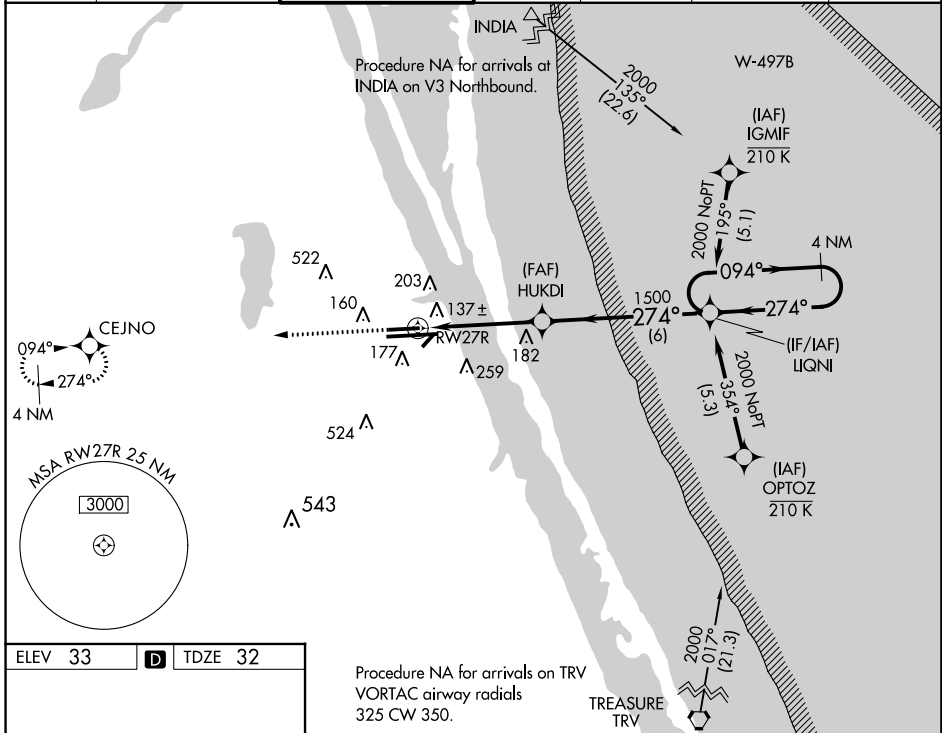 INDIA
Procedure NA for arrivals at
INDIA on V3 Northbound.
2000
135°
(22.6)
W-497B
(IAF)
IGMIF
210 K
2000 NoPT
195°
(5.1)
4 NM
094°
274°
(FAF)
HUKDI
1500
274°
(6)
(IF/IAF)
LIQNI
522
203
160
137±
RW27R
177
182
259
CEJNO
094°
274°
4 NM
524
2000 NoPT
354°
(5.3)
(IAF)
OPTOZ
210 K
MSA RW27R 25 NM
3000
543
2000
017°
(21.3)
ELEV 33
D
TDZE 32
Procedure NA for arrivals on TRV
VORTAC airway radials
325 CW 350.
TREASURE
TRV